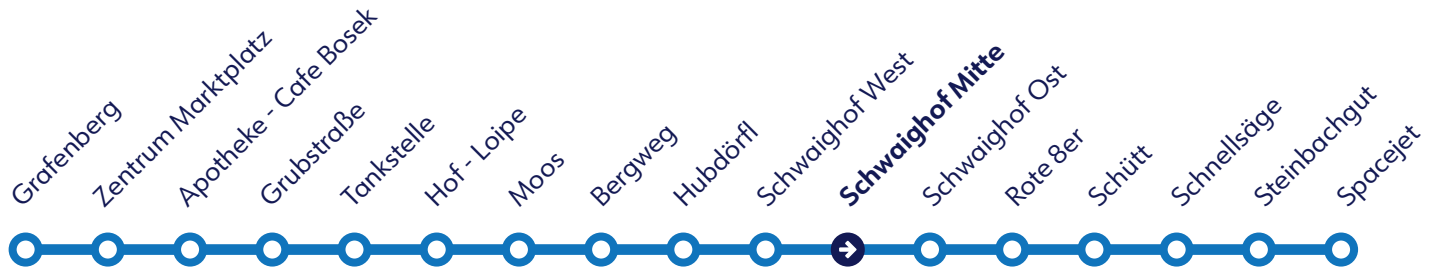 Grafenberg
Zentrum Marktplatz
Apotheke - Cafe Bosek
Grubstraße
Tankstelle
Hof - Loipe
Moos
Bergweg
Hubdörfl
Schwaighof West
Schwaighof Mitte
Schwaighof Ost
Rote 8er
Schütt
Schnellsäge
Steinbachgut
Spacejet